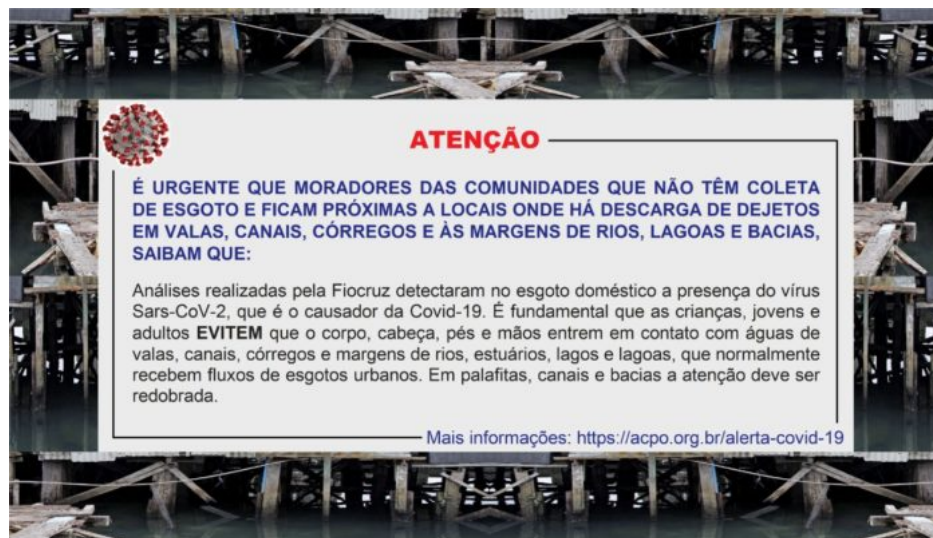 ATENÇÃO
É URGENTE QUE MORADORES DAS COMUNIDADES QUE NÃO TÊM COLETA
DE ESGOTO E FICAM PRÓXIMAS A LOCAIS ONDE HÁ DESCARGA DE DEJETOS
EM VALAS, CANAIS, CÓRREGOS E ÀS MARGENS DE RIOS, LAGOAS E BACIAS,
SAIBAM QUE:
Análises realizadas pela Fiocruz detectaram no esgoto doméstico a presença do vírus
Sars-CoV-2, que é o causador da Covid-19. É fundamental que as crianças, jovens e
adultos EVITEM que o corpo, cabeça, pés e mãos entrem em contato com águas de
valas, canais, córregos e margens de rios, estuários, lagos e lagoas, que normalmente
recebem fluxos de esgotos urbanos. Em palafitas, canais e bacias a atenção deve ser
redobrada.
Mais informações: https://acpo.org.br/alerta-covid-19